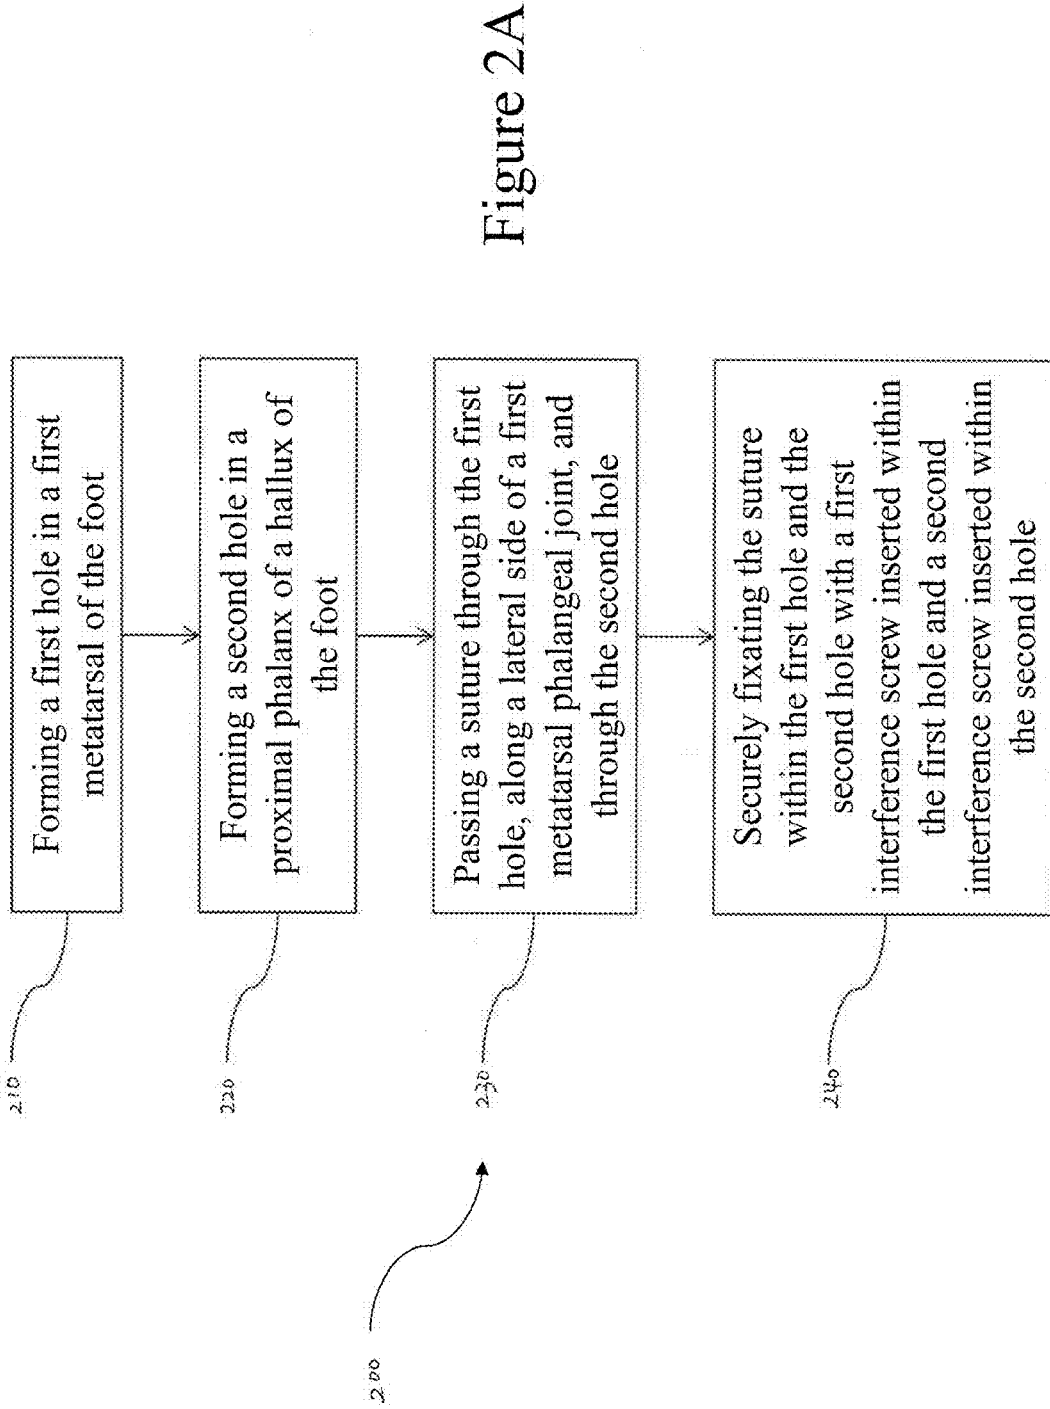 200
210
Forming a first hole in a first
metatarsal of the foot
220
Forming a second hole in a
proximal phalanx of a hallux of
the foot
230
Passing a suture through the first
hole, along a lateral side of a first
metatarsal phalangeal joint, and
through the second hole
240
Securely fixating the suture
within the first hole and the
second hole with a first
interference screw inserted within
the first hole and a second
interference screw inserted within
the second hole
Figure 2A